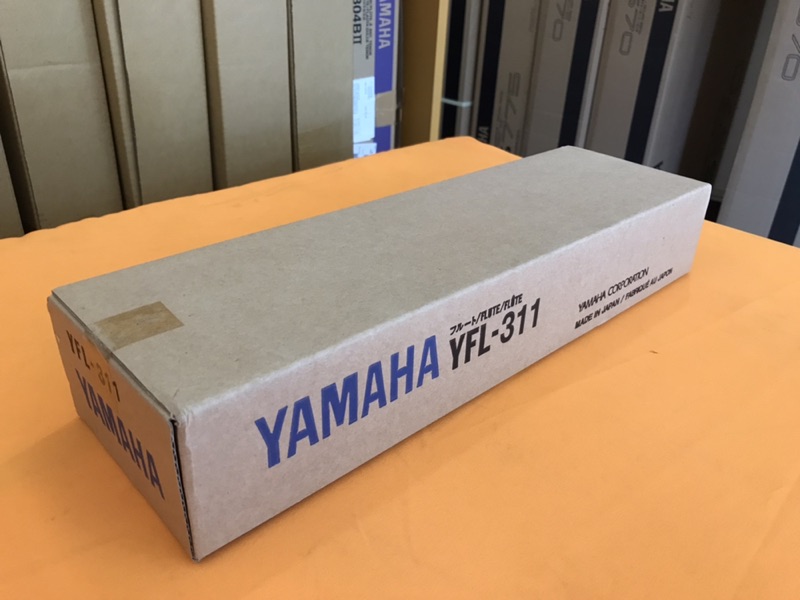 YAMAHA
304BII
YFL-311
YAMAHA
YAMAHA
フルート/FLUTE/FLÛTE
YFL-311
YAMAHA CORPORATION
MADE IN JAPAN / FABRIQUÉ AU JAPON